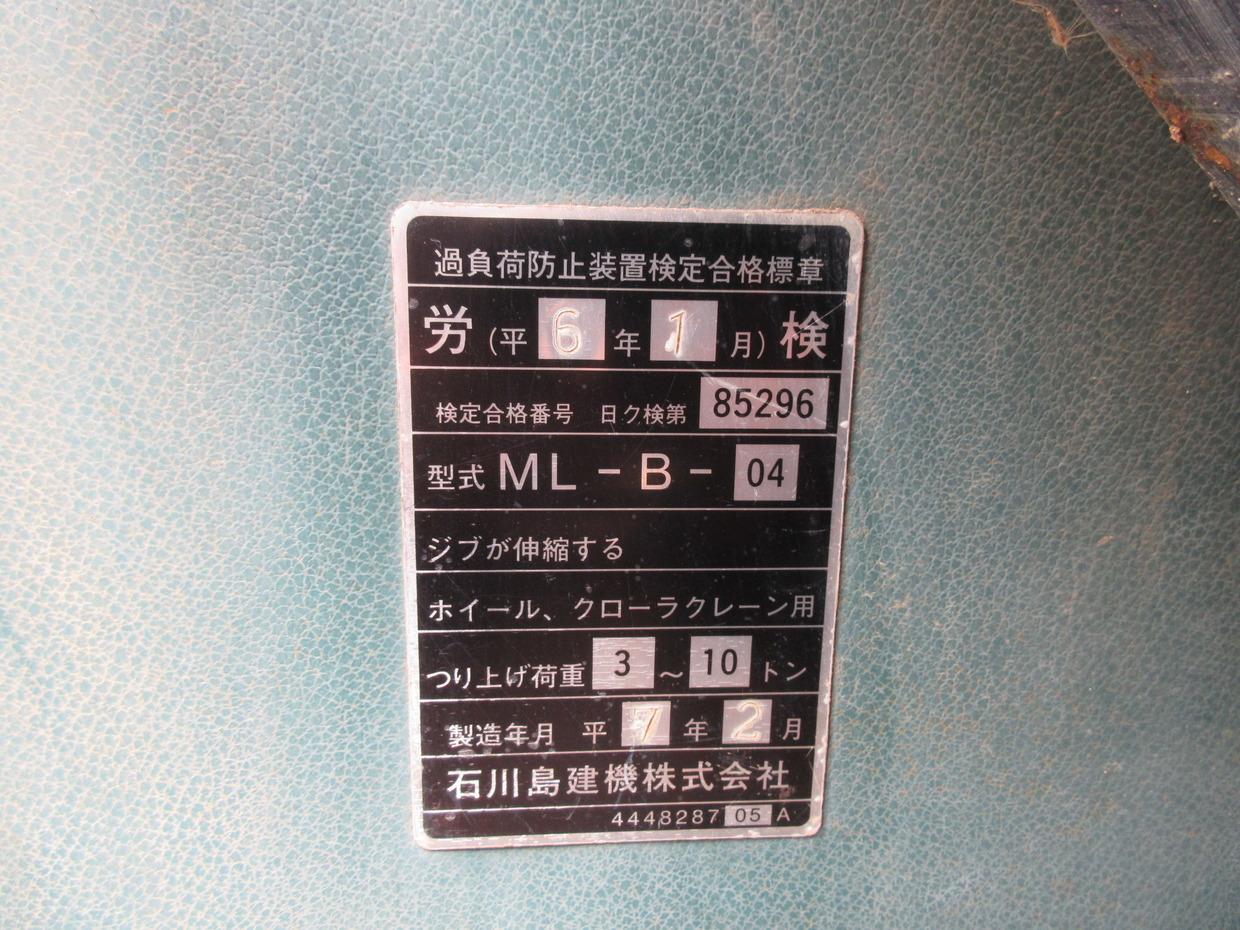 過負荷防止装置検定合格標章
労(平6年1月)検
検定合格番号 日ク検第 85296
型式 ML-B-04
ジブが伸縮する
ホイール、クローラクレーン用
つり上げ荷重 3~10トン
製造年月 平7年2月
石川島建機株式会社
4448287 05 A